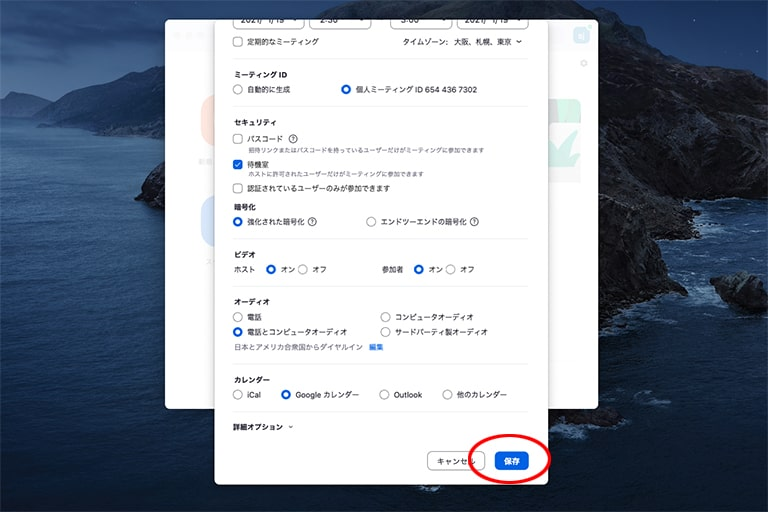 2021/ 1/19 2:30 3:00 2021/ 1/19
定期的なミーティング タイムゾーン： 大阪、札幌、東京
ミーティング ID
自動的に生成 個人ミーティング ID 654 436 7302
セキュリティ
パスコード ?
招待リンクまたはパスコードを持っているユーザーだけがミーティングに参加できます
待機室
ホストに許可されたユーザーだけがミーティングに参加できます
認証されているユーザーのみが参加できます
暗号化
強化された暗号化 ? エンドツーエンドの暗号化 ?
ビデオ
ホスト オン オフ 参加者 オン オフ
オーディオ
電話 コンピュータオーディオ
電話とコンピュータオーディオ サードパーティ製オーディオ
日本とアメリカ合衆国からダイヤルイン 編集
カレンダー
iCal Google カレンダー Outlook 他のカレンダー
詳細オプション
キャンセル 保存